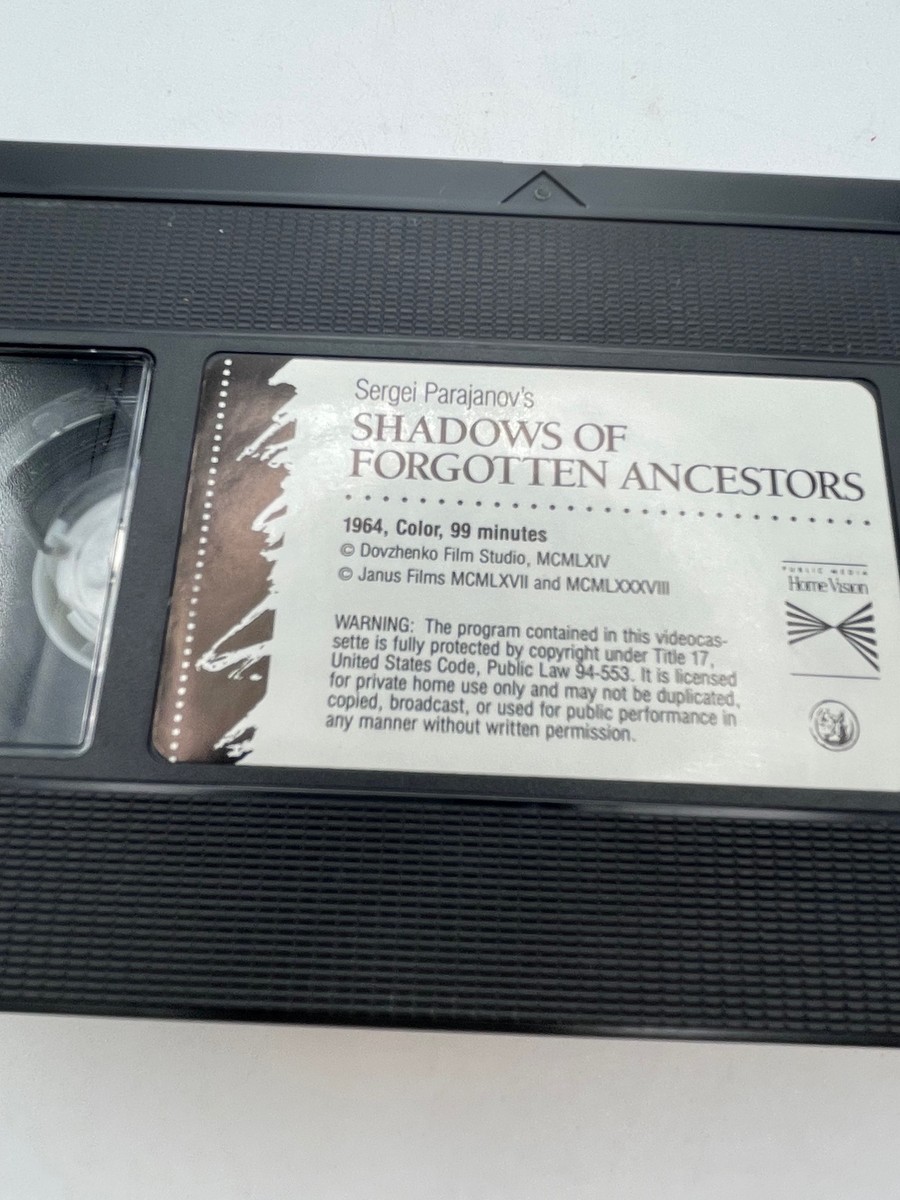 Sergei Parajanov's
SHADOWS OF
FORGOTTEN ANCESTORS
1964, Color, 99 minutes
© Dovzhenko Film Studio, MCMLXIV
© Janus Films MCMLXVII and MCMLXXXVIII
WARNING: The program contained in this videocas-
sette is fully protected by copyright under Title 17,
United States Code, Public Law 94-553. It is licensed
for private home use only and may not be duplicated,
copied, broadcast, or used for public performance in
any manner without written permission.
PUBLIC MEDIA
Home Vision